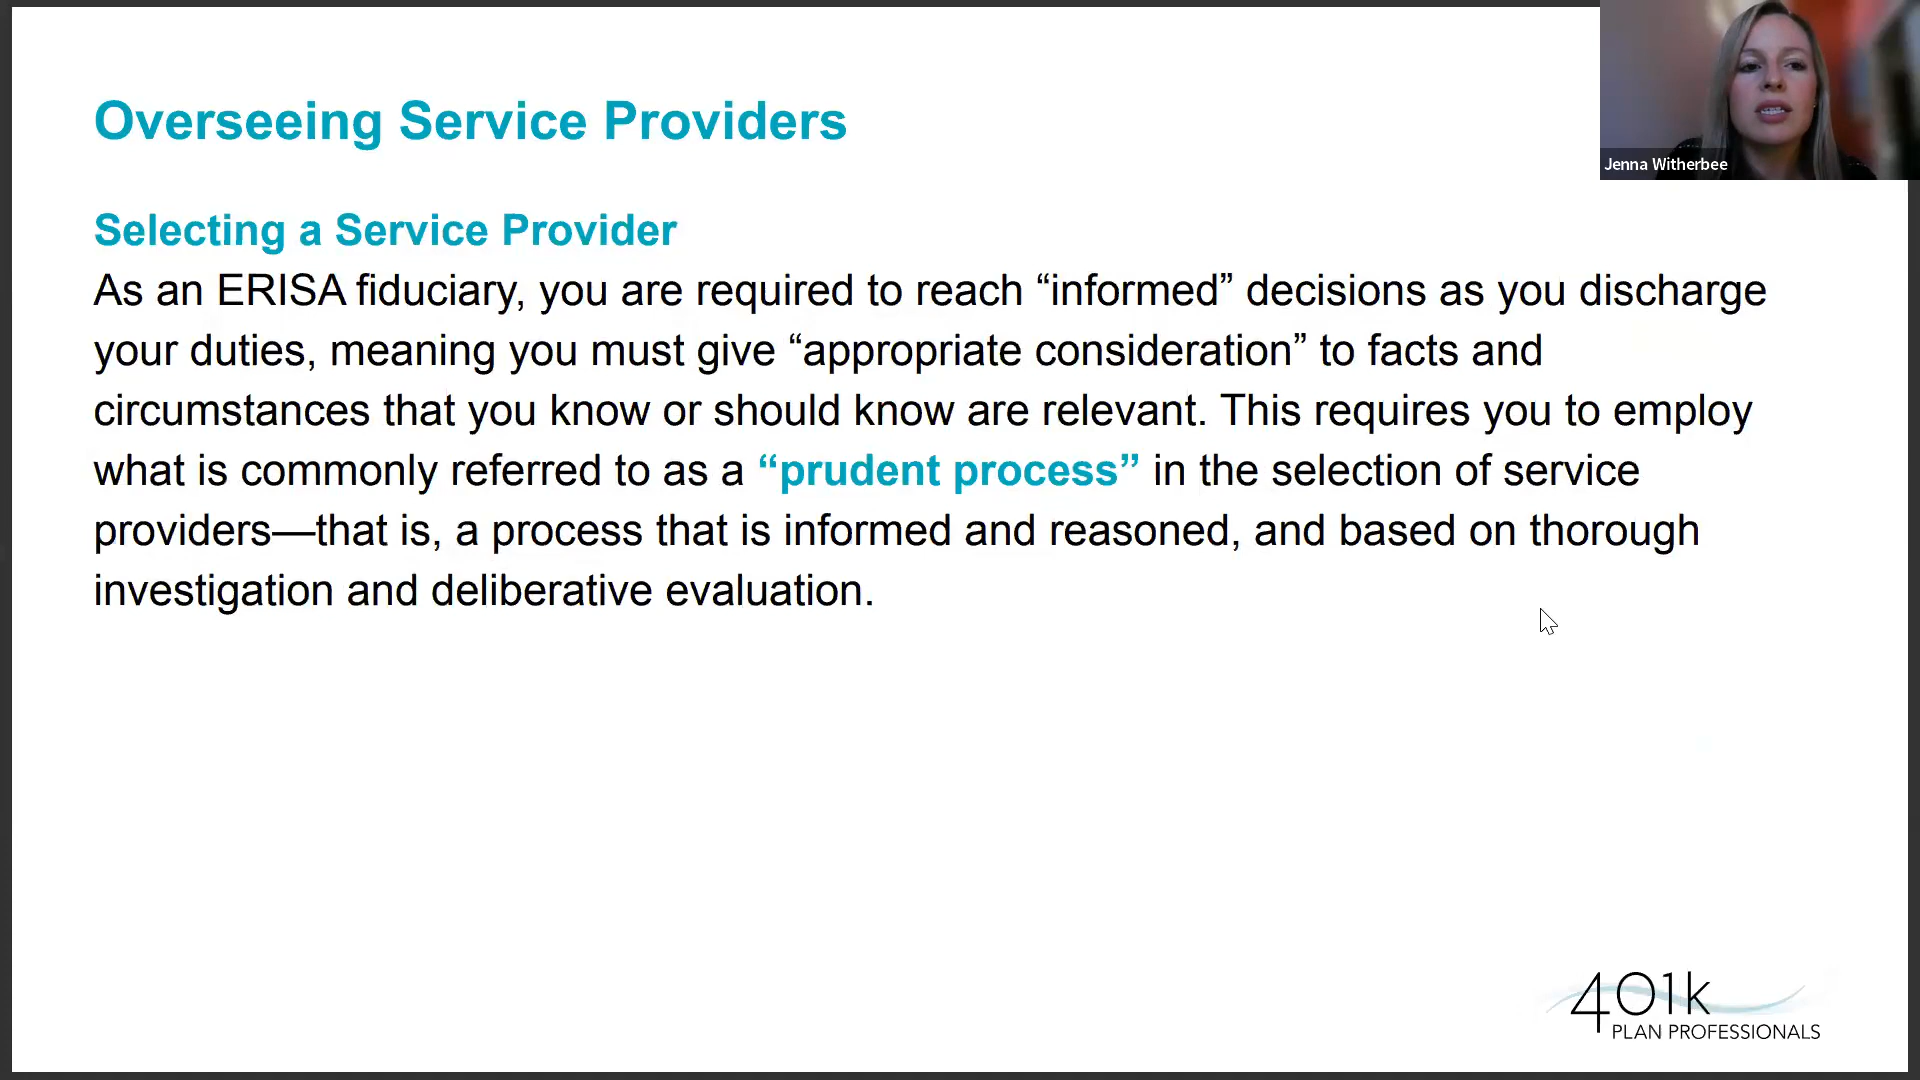 Overseeing Service Providers
Jenna Witherbee
Selecting a Service Provider
As an ERISA fiduciary, you are required to reach “informed” decisions as you discharge
your duties, meaning you must give “appropriate consideration” to facts and
circumstances that you know or should know are relevant. This requires you to employ
what is commonly referred to as a “prudent process” in the selection of service
providers—that is, a process that is informed and reasoned, and based on thorough
investigation and deliberative evaluation.
401k
PLAN PROFESSIONALS